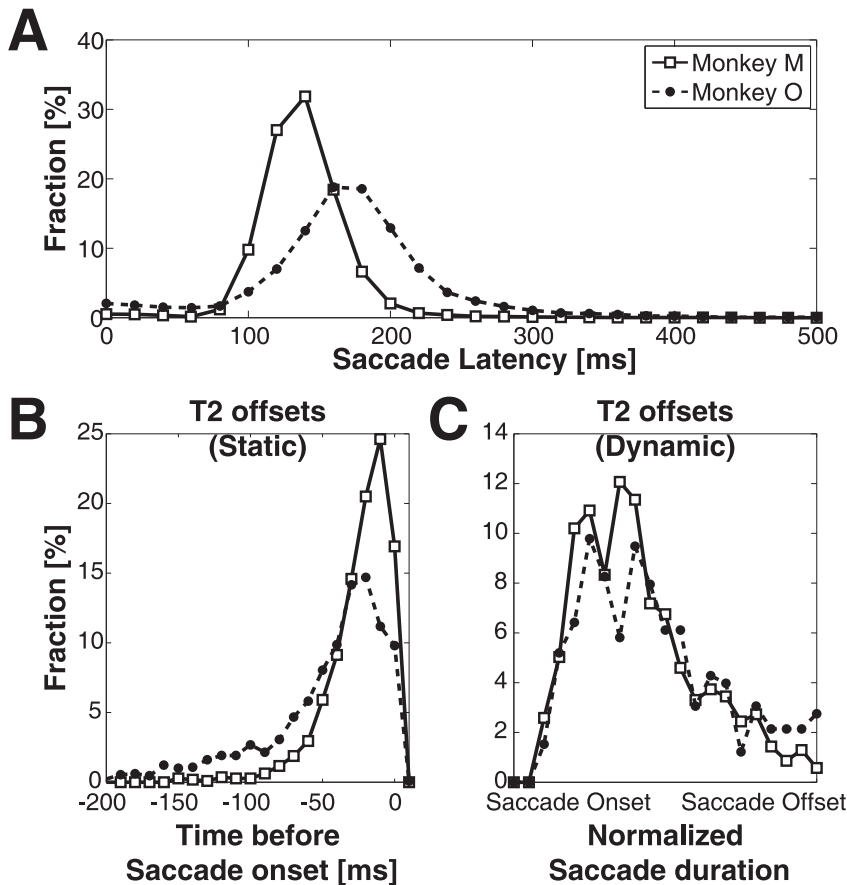 A
40
30
20
10
0
Fraction [%]
Monkey M
Monkey O
0 100 200 300 400 500
Saccade Latency [ms]
B
T2 offsets
(Static)
25
20
15
10
5
0
Fraction [%]
-200 -150 -100 -50 0
Time before
Saccade onset [ms]
C
T2 offsets
(Dynamic)
14
12
10
8
6
4
2
0
Saccade Onset Saccade Offset
Normalized
Saccade duration